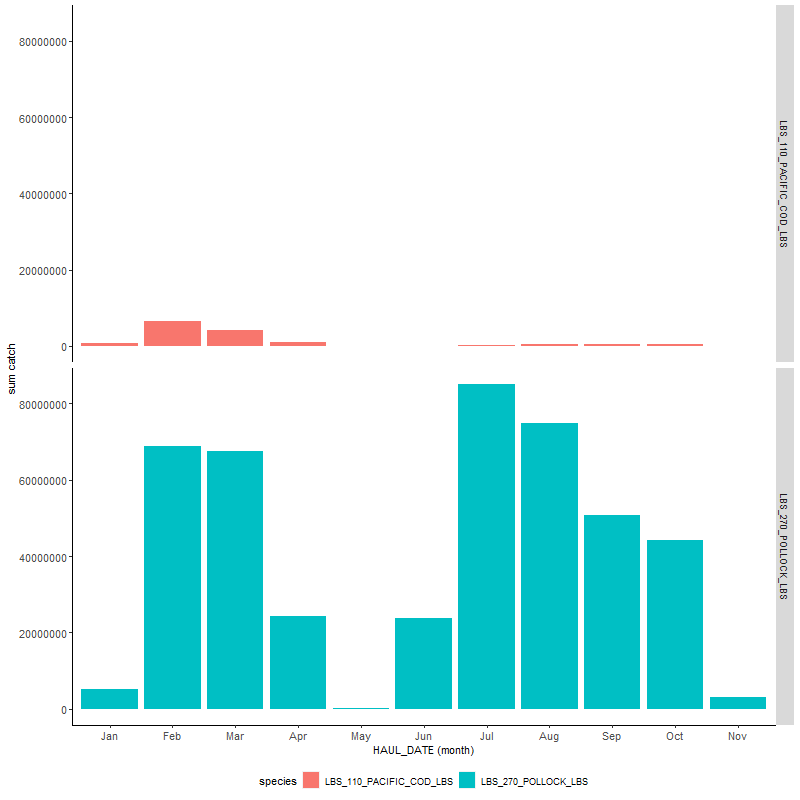 80000000
60000000
40000000
20000000
0
LBS_110_PACIFIC_COD_LBS
sum catch
80000000
60000000
40000000
20000000
0
LBS_270_POLLOCK_LBS
Jan Feb Mar Apr May Jun Jul Aug Sep Oct Nov
HAUL_DATE (month)
species LBS_110_PACIFIC_COD_LBS LBS_270_POLLOCK_LBS